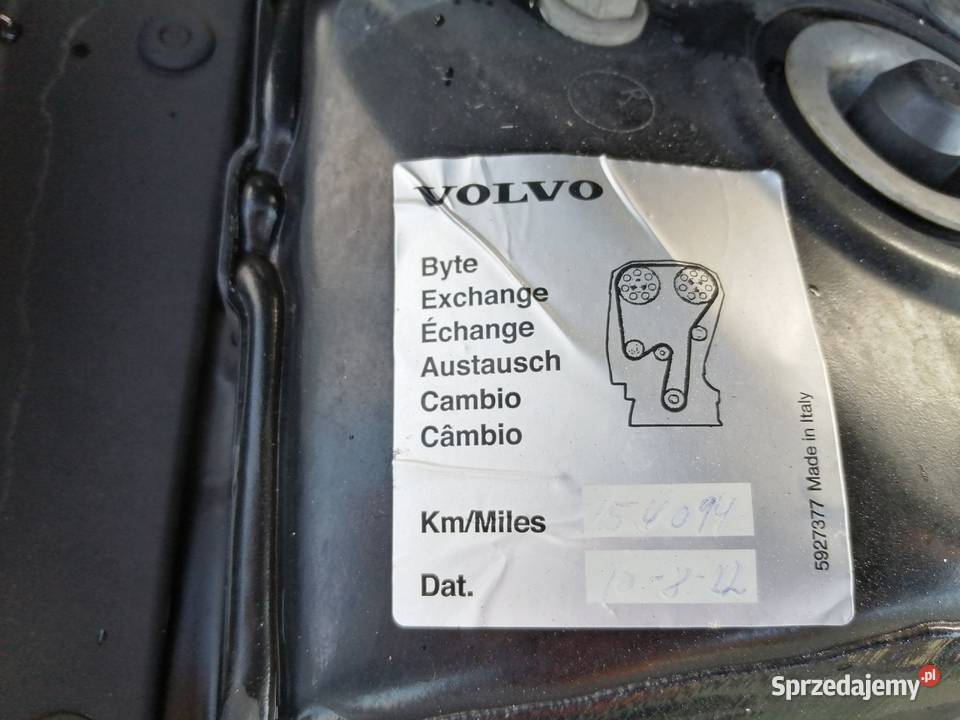 VOLVO
Byte
Exchange
Échange
Austausch
Cambio
Câmbio
Km/Miles 154094
Dat. 10-8-12
5927377 Made in Italy
Sprzedajemy.pl